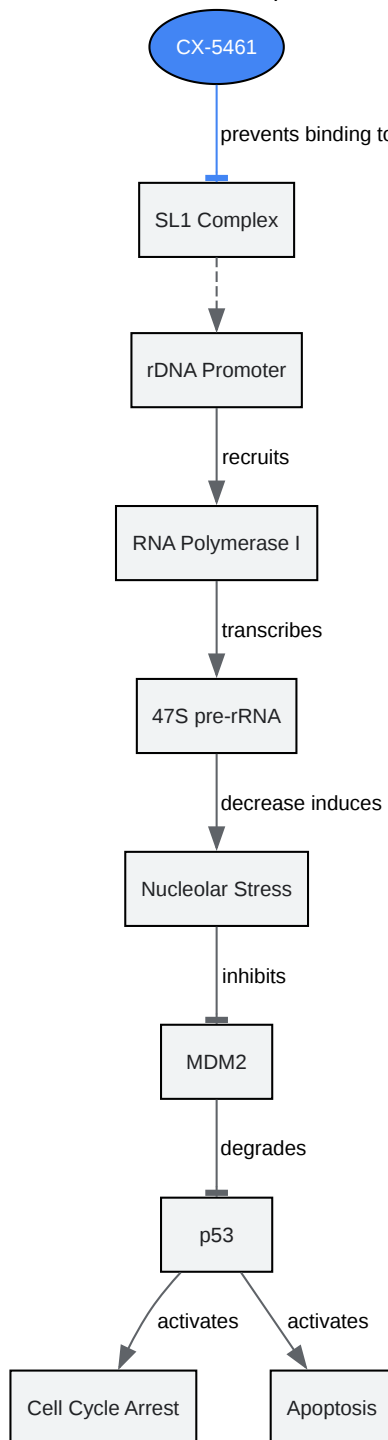 CX-5461
prevents binding to
SL1 Complex
rDNA Promoter
recruits
RNA Polymerase I
transcribes
47S pre-rRNA
decrease induces
Nucleolar Stress
inhibits
MDM2
degrades
p53
activates
activates
Cell Cycle Arrest
Apoptosis